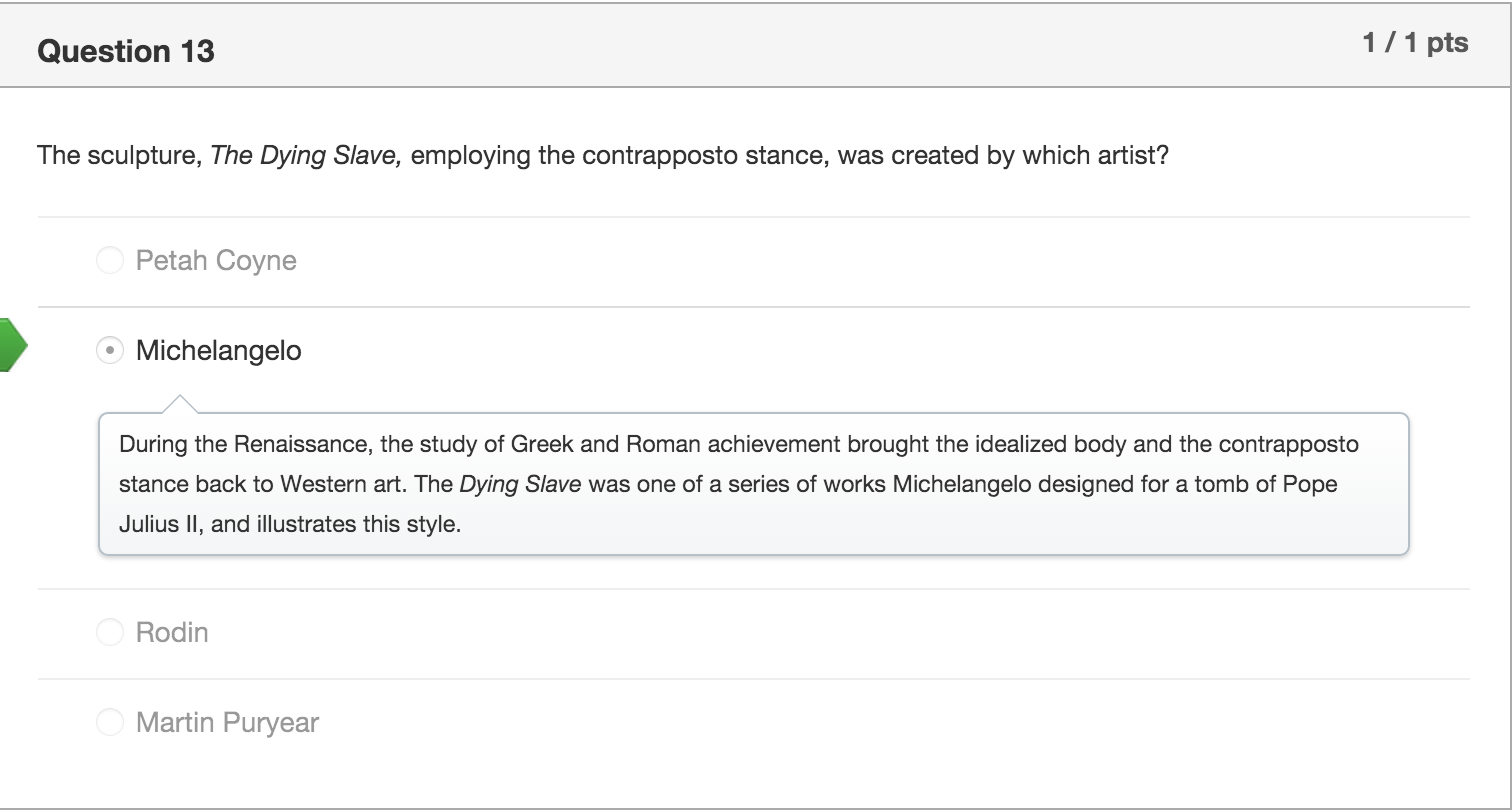 Question 13
1 / 1 pts
The sculpture, The Dying Slave, employing the contrapposto stance, was created by which artist?
Petah Coyne
Michelangelo
During the Renaissance, the study of Greek and Roman achievement brought the idealized body and the contrapposto
stance back to Western art. The Dying Slave was one of a series of works Michelangelo designed for a tomb of Pope
Julius II, and illustrates this style.
Rodin
Martin Puryear